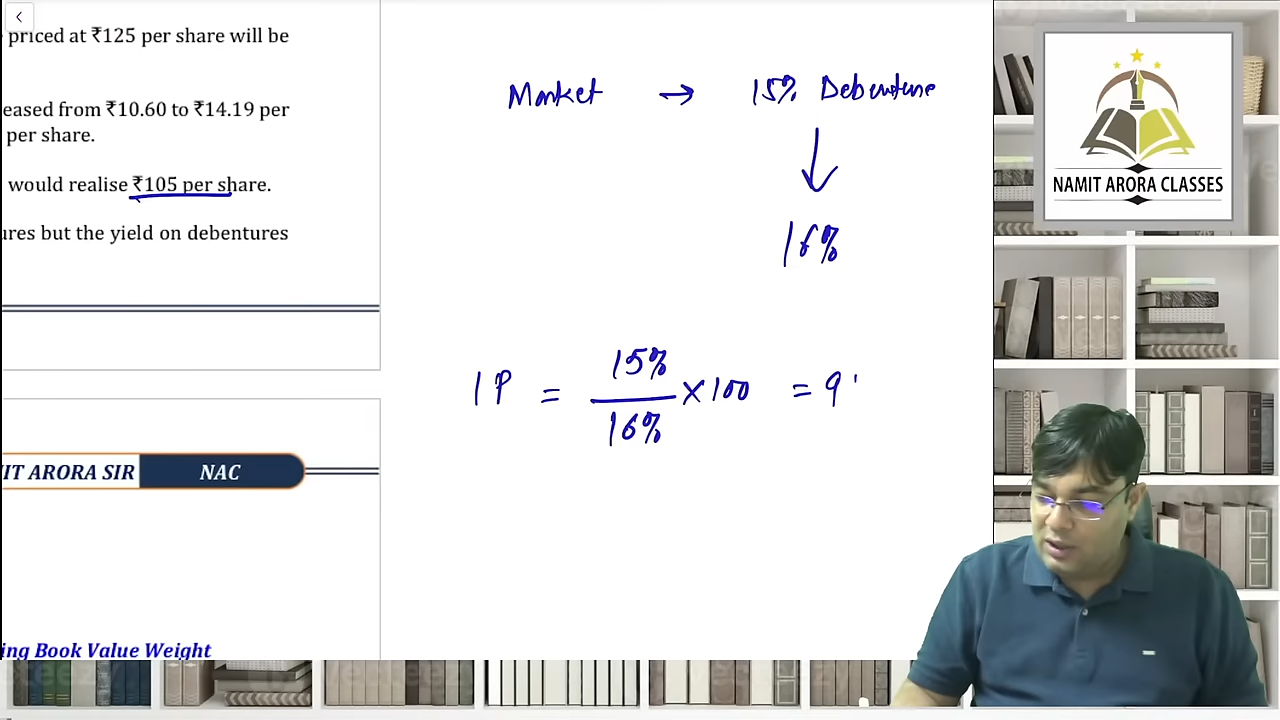 priced at ₹125 per share will be
eased from ₹10.60 to ₹14.19 per
per share.
would realise ₹105 per share.
ures but the yield on debentures
IT ARORA SIR
NAC
ing Book Value Weight
Market → 15% Debenture
↓
16%
IP = 15%
16%
×100 = 9
NAMIT ARORA CLASSES